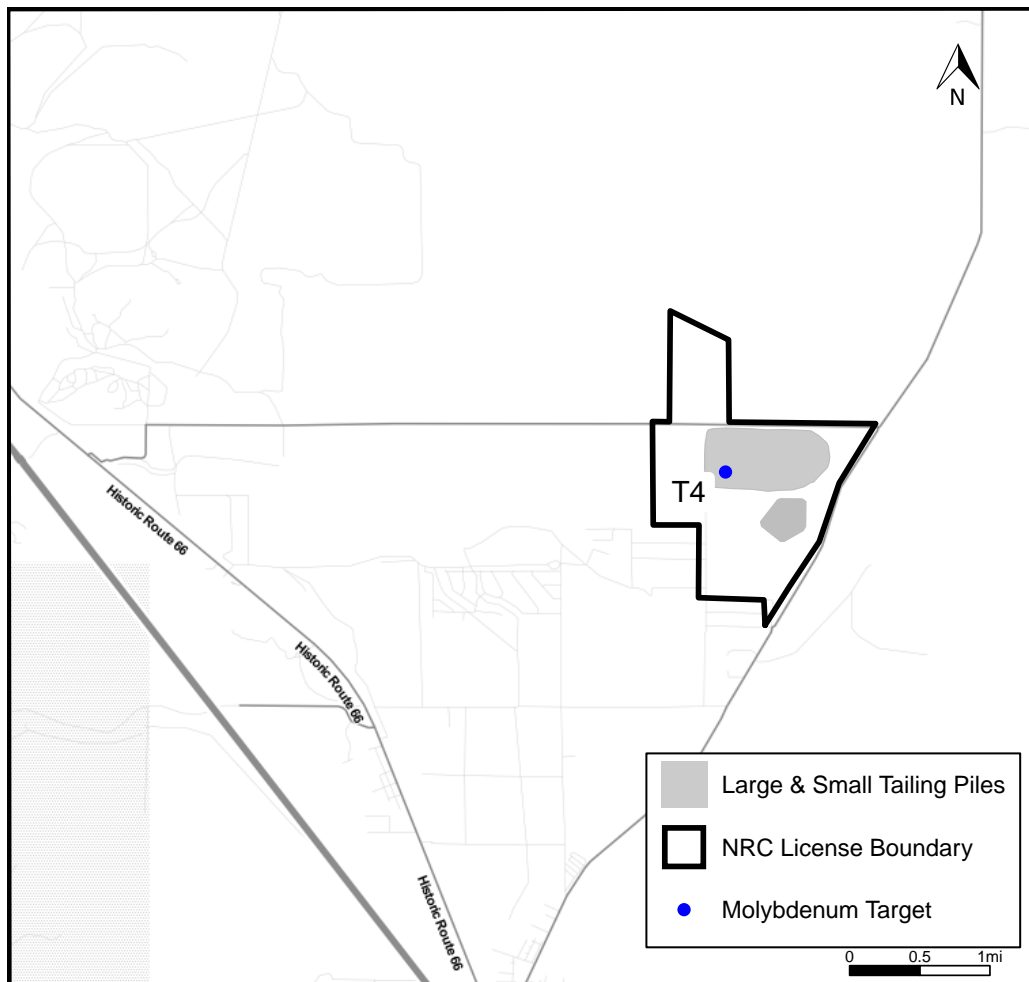 N
T4
Historic Route 66
Historic Route 66
Historic Route 66
Large & Small Tailing Piles
NRC License Boundary
Molybdenum Target
0 0.5 1mi